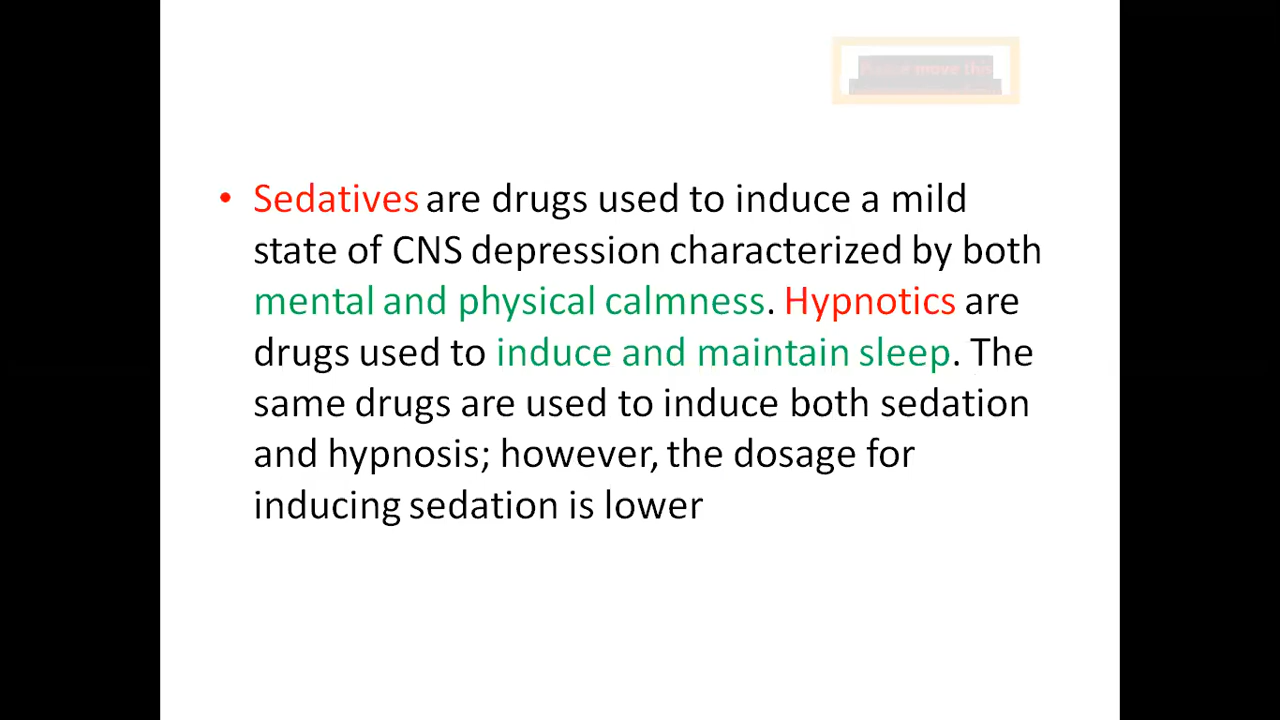 move this
• Sedatives are drugs used to induce a mild
state of CNS depression characterized by both
mental and physical calmness. Hypnotics are
drugs used to induce and maintain sleep. The
same drugs are used to induce both sedation
and hypnosis; however, the dosage for
inducing sedation is lower